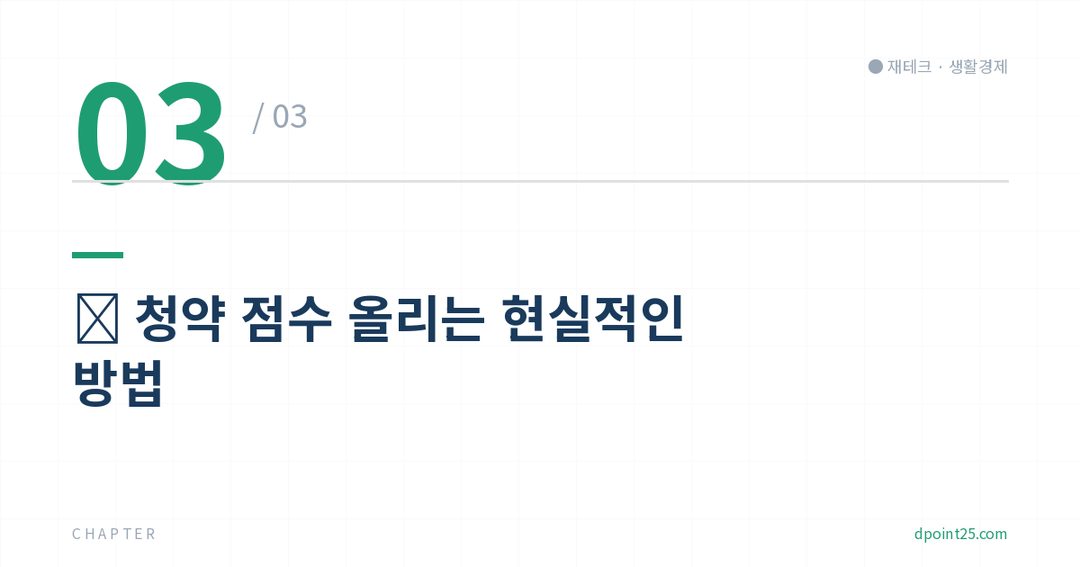 03 / 03
● 재테크 · 생활경제
청약 점수 올리는 현실적인
방법
CHAPTER
dpoint25.com